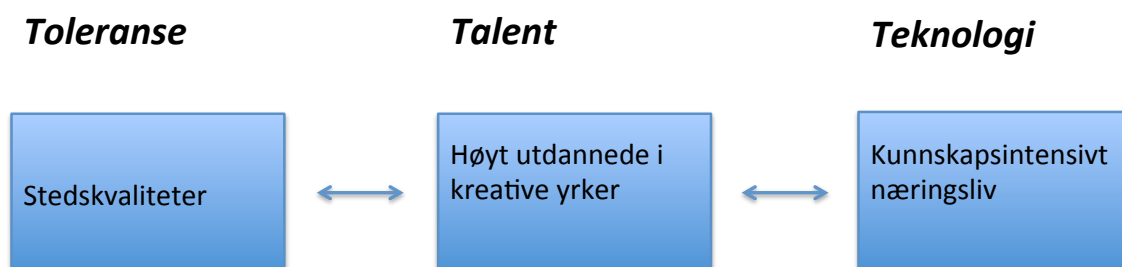 Toleranse
Talent
Teknologi
Stedskvaliteter
Høyt utdannede i
kreative yrker
Kunnskapsintensivt
næringsliv